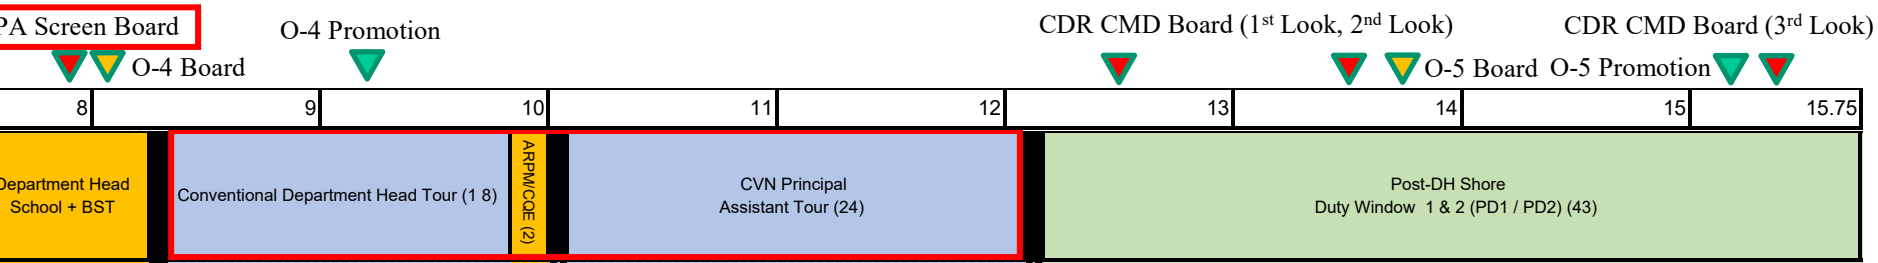 PA Screen Board
O-4 Promotion
CDR CMD Board (1st Look, 2nd Look)
CDR CMD Board (3rd Look)
O-4 Board
O-5 Board
O-5 Promotion
8
9
10
11
12
13
14
15
15.75
Department Head
School + BST
Conventional Department Head Tour (1 8)
ARPM/CQE (2)
CVN Principal
Assistant Tour (24)
Post-DH Shore
Duty Window 1 & 2 (PD1 / PD2) (43)